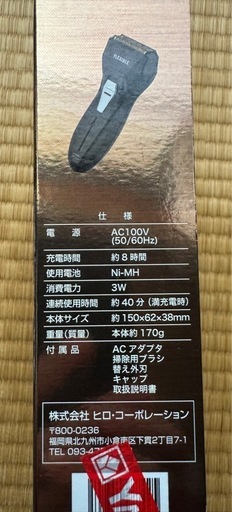 FLEXIBLE
仕様
電源 AC100V
(50/60Hz)
充電時間 約8時間
使用電池 Ni-MH
消費電力 3W
連続使用時間 約40分(満充電時)
本体サイズ 約150×62×38mm
重量(質量) 本体約170g
付属品 ACアダプタ
掃除用ブラシ
替え外刃
キャップ
取扱説明書
株式会社 ヒロ・コーポレーション
〒800-0236
福岡県北九州市小倉南区下貫2丁目7-1
TEL 093-47